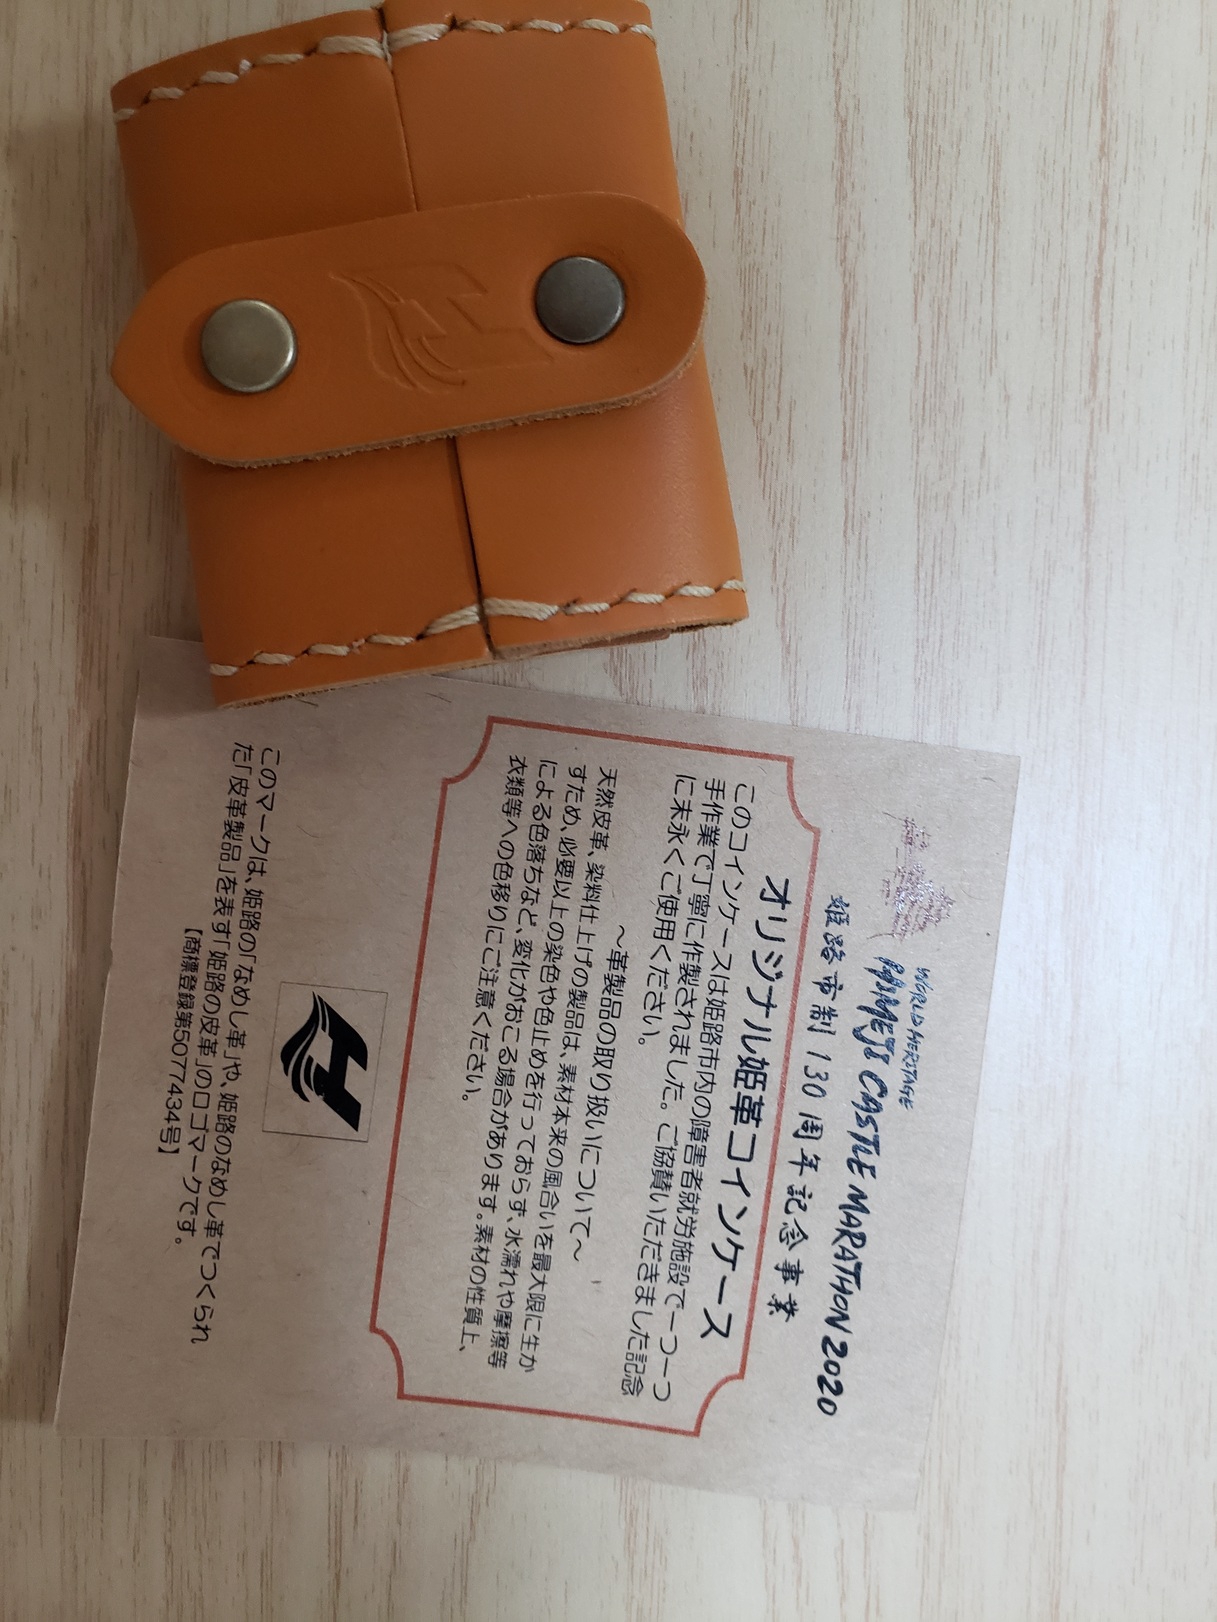 WORLD HERITAGE
HIMEJI CASTLE MARATHON 2020
姫路市制130周年記念事業
オリジナル姫革コインケース
このコインケースは姫路市内の障害者就労施設で一つ一つ
手作業で丁寧に作製されました。ご協賛いただきました記念
に末永くご使用ください。
～革製品の取り扱いについて～
天然皮革、染料仕上げの製品は、素材本来の風合いを最大限に生か
すため、必要以上の染色や色止めを行っておらず、水濡れや摩擦等
による色落ちなど、変化がおこる場合があります。素材の性質上、
衣類等への色移りにご注意ください。
H
このマークは、姫路の「なめし革」や、姫路のなめし革でつくられ
た「皮革製品」を表す「姫路の皮革」のロゴマークです。
【商標登録第5077434号】